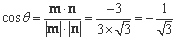 cosθ = m·n / |m|·|n| = −3 / 3×√3 = − 1/√3